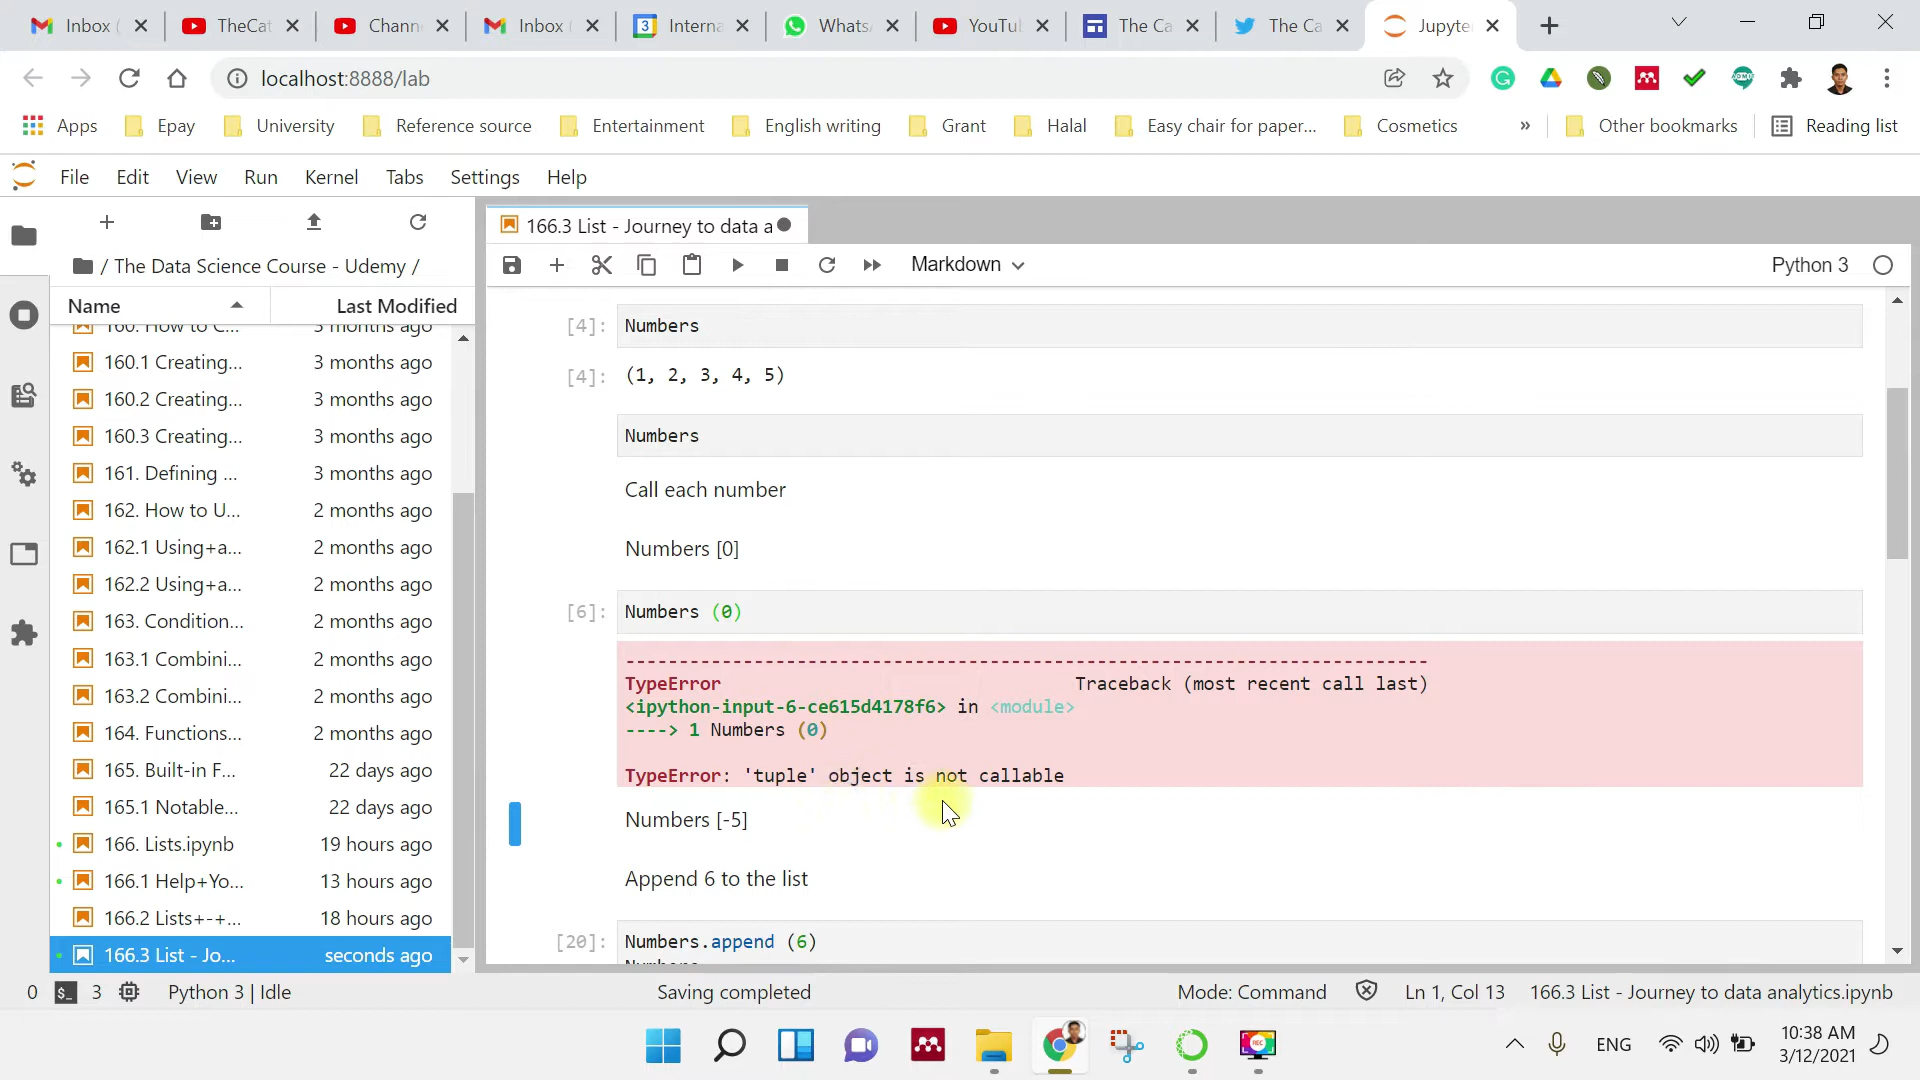 Inbox (
TheCat
Chann
Inbox
Interna
Whats
YouTu
The Ca
The Ca
Jupyte
localhost:8888/lab
Apps
Epay
University
Reference source
Entertainment
English writing
Grant
Halal
Easy chair for paper...
Cosmetics
»
Other bookmarks
Reading list
File
Edit
View
Run
Kernel
Tabs
Settings
Help
166.3 List - Journey to data a
/ The Data Science Course - Udemy /
Markdown
Python 3
Name
Last Modified
160. How to C... 3 months ago
160.1 Creating... 3 months ago
160.2 Creating... 3 months ago
160.3 Creating... 3 months ago
161. Defining ... 3 months ago
162. How to U... 2 months ago
162.1 Using+a... 2 months ago
162.2 Using+a... 2 months ago
163. Condition... 2 months ago
163.1 Combini... 2 months ago
163.2 Combini... 2 months ago
164. Functions... 2 months ago
165. Built-in F... 22 days ago
165.1 Notable... 22 days ago
166. Lists.ipynb 19 hours ago
166.1 Help+Yo... 13 hours ago
166.2 Lists+-+... 18 hours ago
166.3 List - Jo... seconds ago
[4]: Numbers
[4]: (1, 2, 3, 4, 5)
Numbers
Call each number
Numbers [0]
[6]: Numbers (0)
---------------------------------------------------------------------------
TypeError Traceback (most recent call last)
<ipython-input-6-ce615d4178f6> in <module>
----> 1 Numbers (0)
TypeError: 'tuple' object is not callable
Numbers [-5]
Append 6 to the list
[20]: Numbers.append (6)
Numbers
0
3
Python 3 | Idle
Saving completed
Mode: Command
Ln 1, Col 13
166.3 List - Journey to data analytics.ipynb
REC
ENG
10:38 AM
3/12/2021